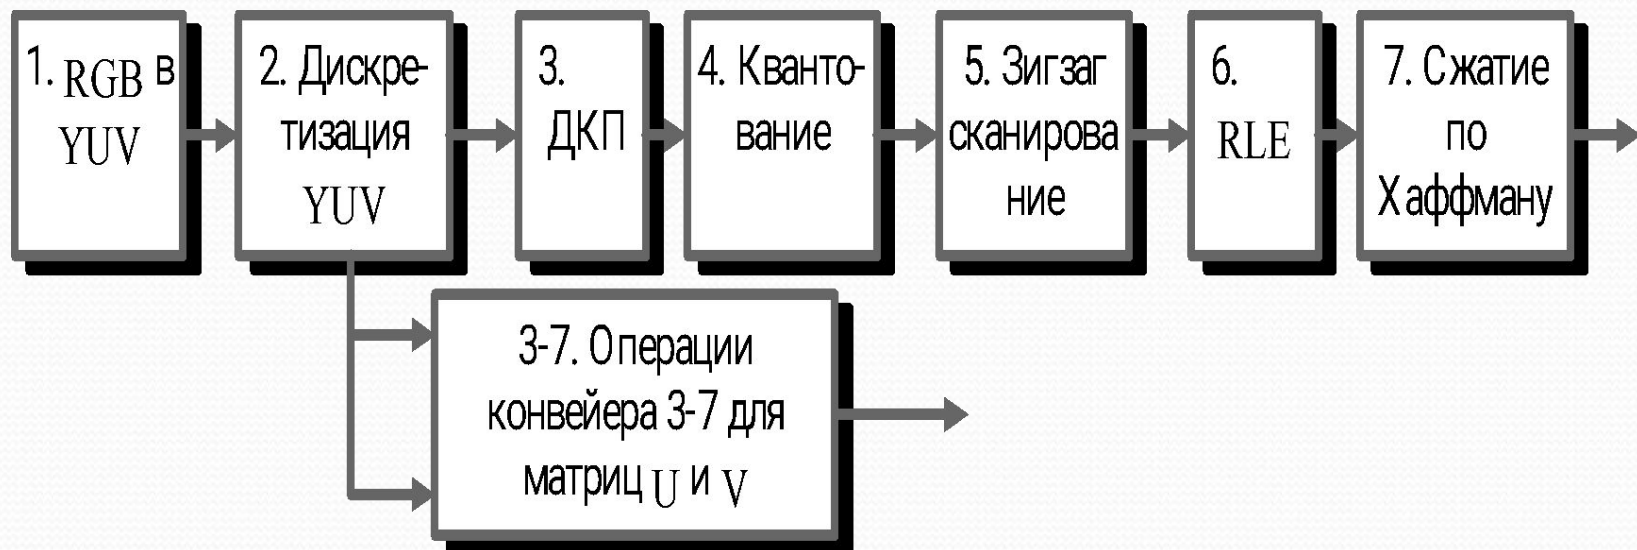 1. RGB в
YUV
2. Дискре-
тизация
YUV
3.
ДКП
4. Кванто-
вание
5. Зигзаг
сканирова
ние
6.
RLE
7. Сжатие
по
Хаффману
3-7. Операции
конвейера 3-7 для
матриц U и V